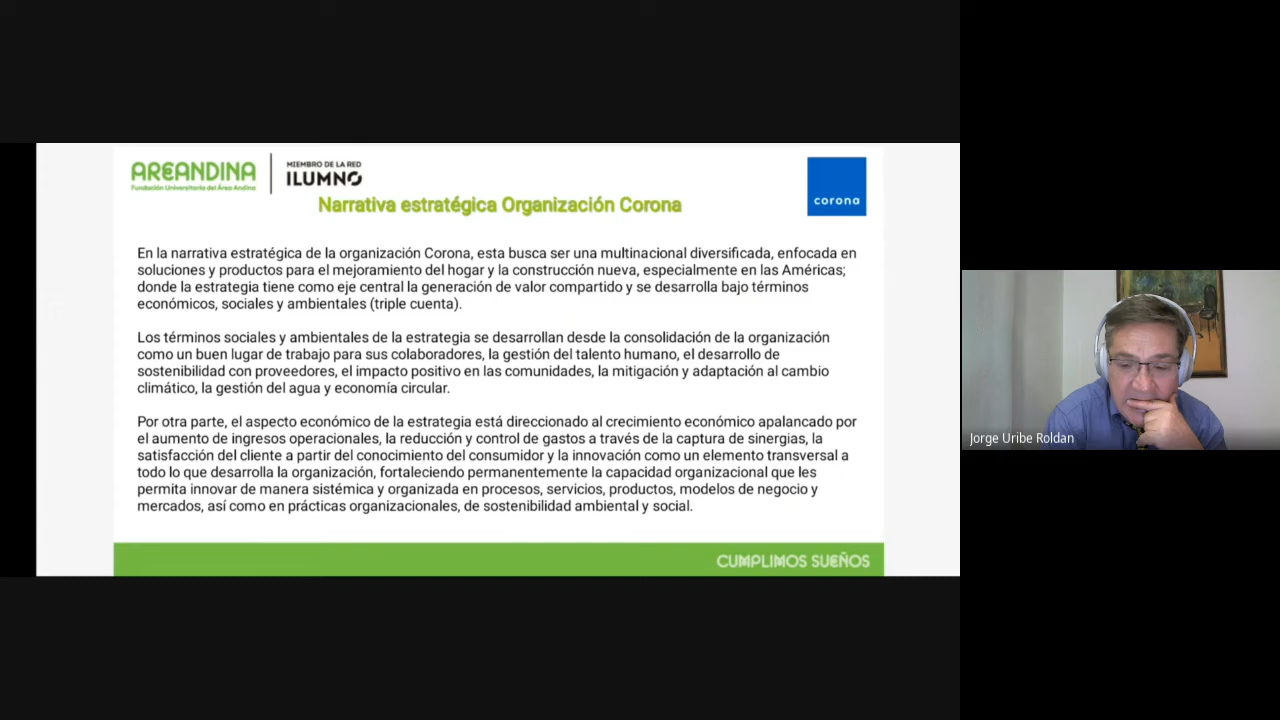 AREANDINA
Fundación Universitaria del Área Andina
MIEMBRO DE LA RED
ILUMNO
corona
Narrativa estratégica Organización Corona
En la narrativa estratégica de la organización Corona, esta busca ser una multinacional diversificada, enfocada en
soluciones y productos para el mejoramiento del hogar y la construcción nueva, especialmente en las Américas;
donde la estrategia tiene como eje central la generación de valor compartido y se desarrolla bajo términos
económicos, sociales y ambientales (triple cuenta).
Los términos sociales y ambientales de la estrategia se desarrollan desde la consolidación de la organización
como un buen lugar de trabajo para sus colaboradores, la gestión del talento humano, el desarrollo de
sostenibilidad con proveedores, el impacto positivo en las comunidades, la mitigación y adaptación al cambio
climático, la gestión del agua y economía circular.
Por otra parte, el aspecto económico de la estrategia está direccionado al crecimiento económico apalancado por
el aumento de ingresos operacionales, la reducción y control de gastos a través de la captura de sinergias, la
satisfacción del cliente a partir del conocimiento del consumidor y la innovación como un elemento transversal a
todo lo que desarrolla la organización, fortaleciendo permanentemente la capacidad organizacional que les
permita innovar de manera sistémica y organizada en procesos, servicios, productos, modelos de negocio y
mercados, así como en prácticas organizacionales, de sostenibilidad ambiental y social.
CUMPLIMOS SUEÑOS
Jorge Uribe Roldan